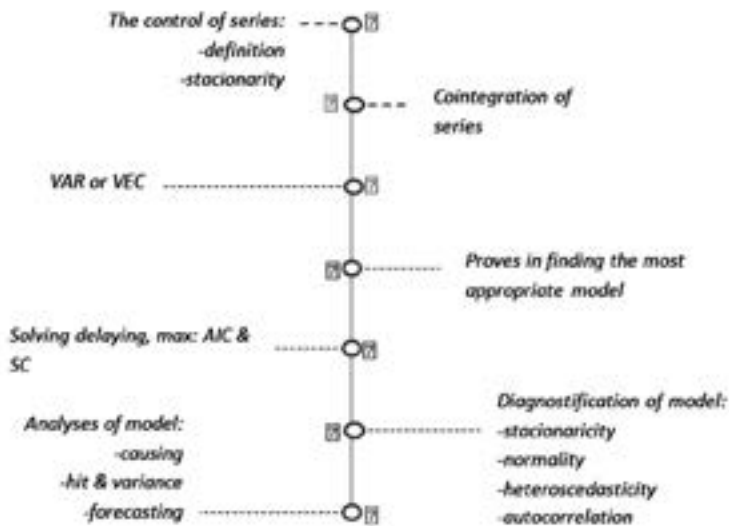 The control of series:
-definition
-stacionarity
Cointegration of
series
VAR or VEC
Proves in finding the most
appropriate model
Solving delaying, max: AIC &
SC
Diagnostification of model:
-stacionaricity
-normality
-heteroscedasticity
-autocorrelation
Analyses of model:
-causing
-hit & variance
-forecasting